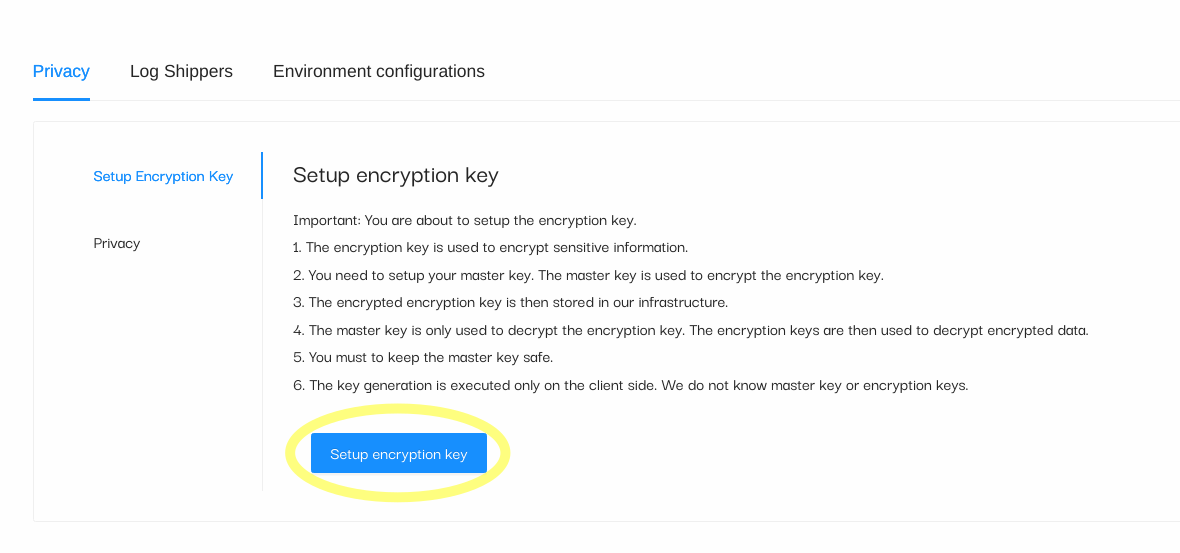 Privacy Log Shippers Environment configurations
Setup Encryption Key
Privacy
Setup encryption key
Important: You are about to setup the encryption key.
1. The encryption key is used to encrypt sensitive information.
2. You need to setup your master key. The master key is used to encrypt the encryption key.
3. The encrypted encryption key is then stored in our infrastructure.
4. The master key is only used to decrypt the encryption key. The encryption keys are then used to decrypt encrypted data.
5. You must to keep the master key safe.
6. The key generation is executed only on the client side. We do not know master key or encryption keys.
Setup encryption key